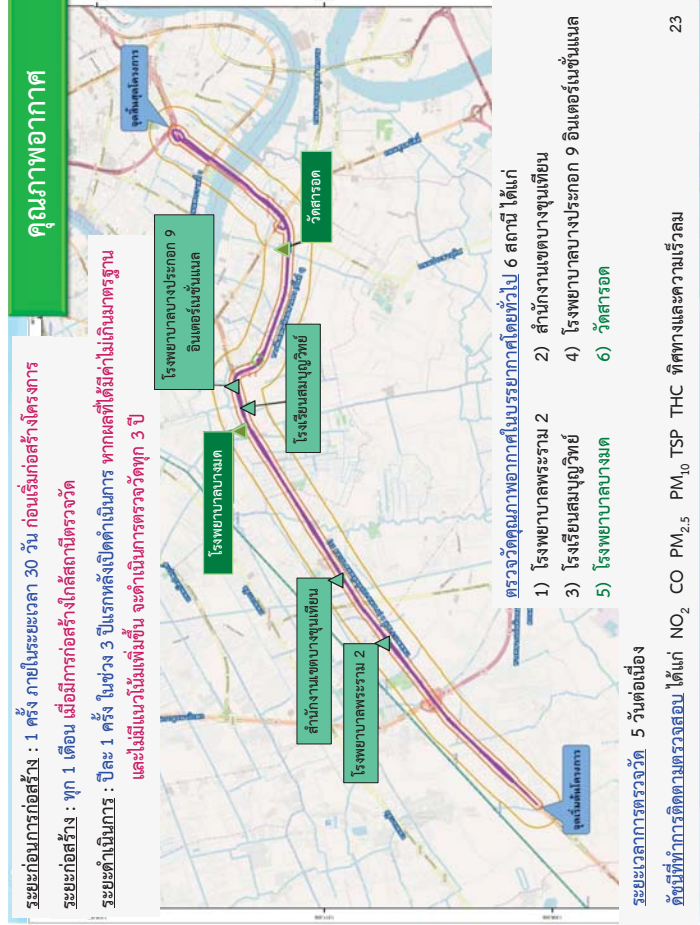 คุณภาพอากาศ
ระยะก่อนการก่อสร้าง : 1 ครั้ง ภายในระยะเวลา 30 วัน ก่อนเริ่มก่อสร้างโครงการ
ระยะก่อสร้าง : ทุก 1 เดือน เมื่อมีการก่อสร้างใกล้สถานีตรวจวัด
ระยะดำเนินการ : ปีละ 1 ครั้ง ในช่วง 3 ปีแรกหลังเปิดดำเนินการ หากผลที่ได้มีค่าไม่เกินมาตรฐาน
และไม่มีแนวโน้มเพิ่มขึ้น จะดำเนินการตรวจวัดทุก 3 ปี
จุดสิ้นสุดโครงการ
โรงพยาบาลบางประกอก 9
อินเตอร์เนชั่นแนล
วัดสารอด
โรงพยาบาลบางมด
โรงเรียนสมบุญวิทย์
สำนักงานเขตบางขุนเทียน
โรงพยาบาลพระราม 2
จุดเริ่มต้นโครงการ
ตรวจวัดคุณภาพอากาศในบรรยากาศโดยทั่วไป 6 สถานี ได้แก่
1) โรงพยาบาลพระราม 2 2) สำนักงานเขตบางขุนเทียน
3) โรงเรียนสมบุญวิทย์ 4) โรงพยาบาลบางประกอก 9 อินเตอร์เนชั่นแนล
5) โรงพยาบาลบางมด 6) วัดสารอด
ระยะเวลาการตรวจวัด 5 วันต่อเนื่อง
ดัชนีที่ทำการติดตามตรวจสอบ ได้แก่ NO₂ CO PM₂.₅ PM₁₀ TSP THC ทิศทางและความเร็วลม
23